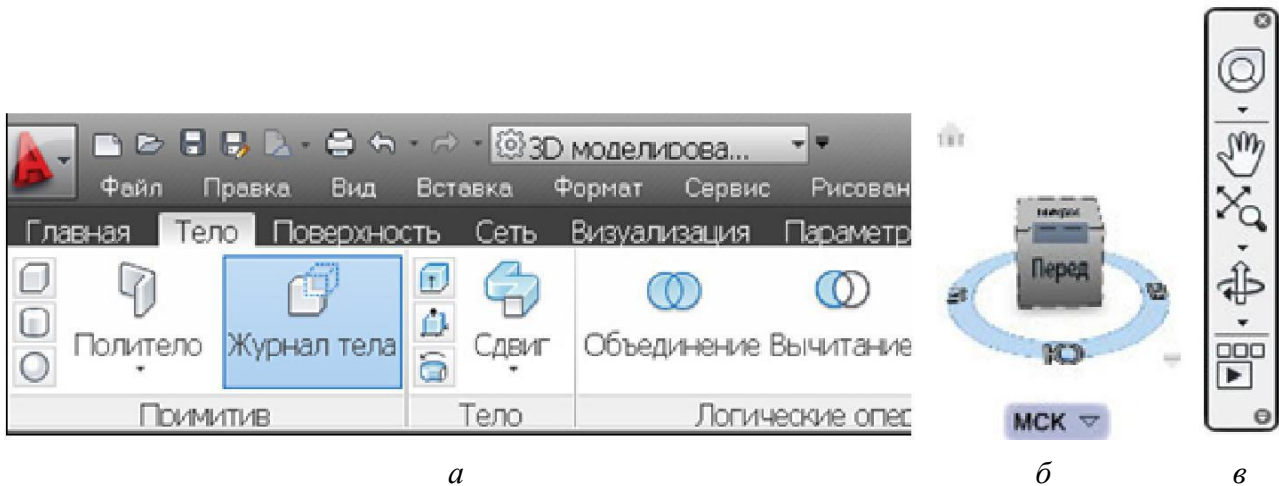 3D моделирова...
Файл Правка Вид Вставка Формат Сервис Рисован
Главная Тело Поверхность Сеть Визуализация Параметр
Политело Журнал тела Сдвиг Объединение Вычитание
Примитив Тело Логические опер
Перед
Ю
МСК
а б в